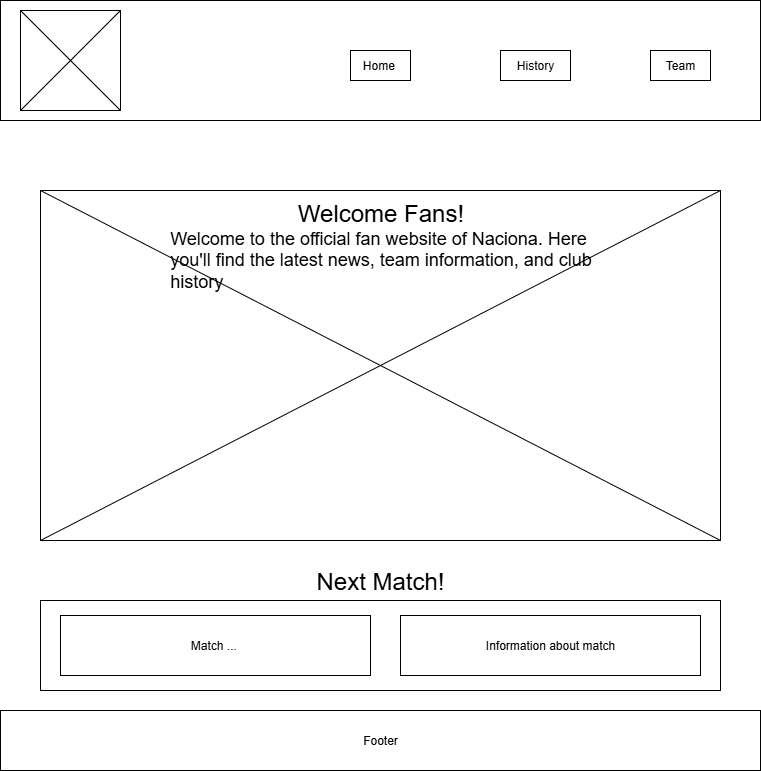 Home
History
Team
Welcome Fans!
Welcome to the official fan website of Naciona. Here
you'll find the latest news, team information, and club
history
Next Match!
Match ...
Information about match
Footer